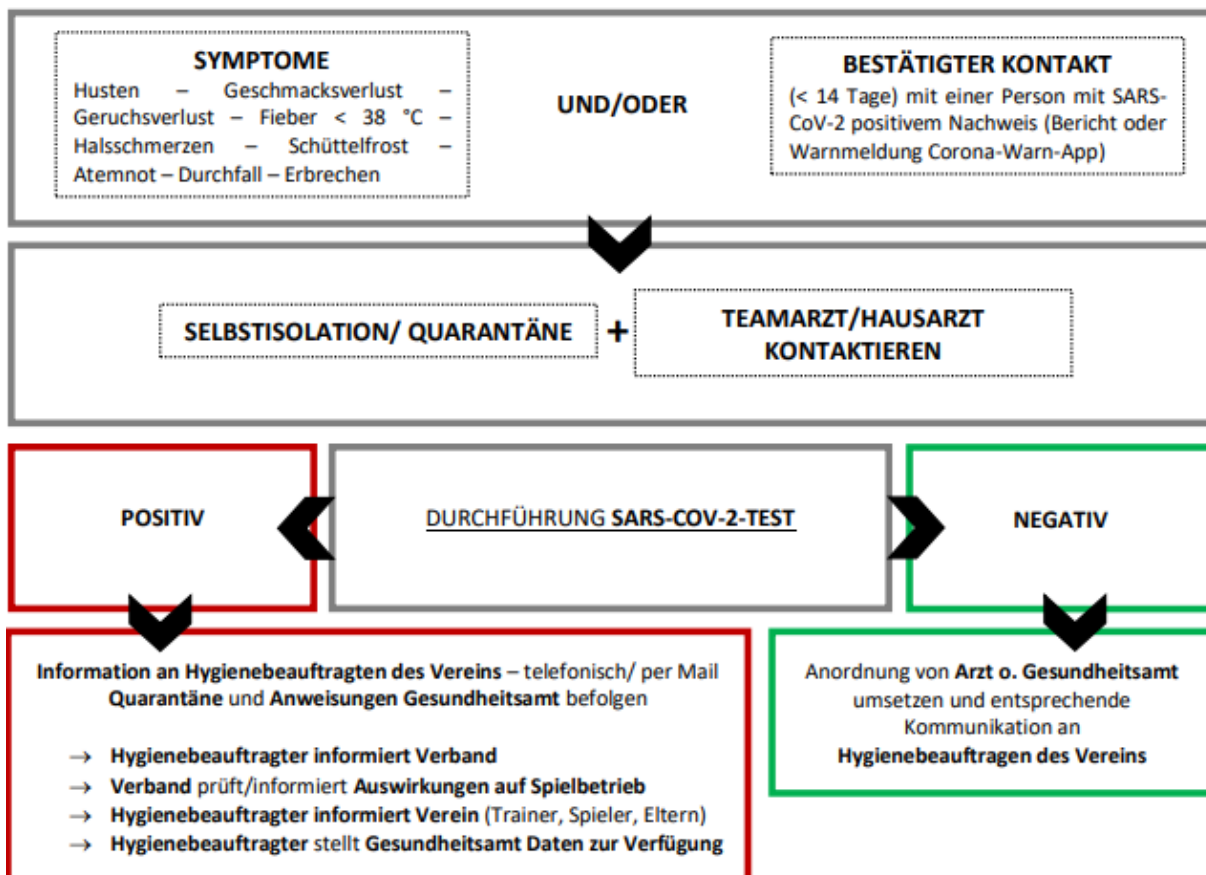 SYMPTOME
Husten – Geschmacksverlust –
Geruchsverlust – Fieber < 38 °C –
Halsschmerzen – Schüttelfrost –
Atemnot – Durchfall – Erbrechen
UND/ODER
BESTÄTIGTER KONTAKT
(< 14 Tage) mit einer Person mit SARS-
CoV-2 positivem Nachweis (Bericht oder
Warnmeldung Corona-Warn-App)
SELBSTISOLATION/ QUARANTÄNE
+
TEAMARZT/HAUSARZT
KONTAKTIEREN
POSITIV
DURCHFÜHRUNG SARS-COV-2-TEST
NEGATIV
Information an Hygienebeauftragten des Vereins – telefonisch/ per Mail
Quarantäne und Anweisungen Gesundheitsamt befolgen
→ Hygienebeauftragter informiert Verband
→ Verband prüft/informiert Auswirkungen auf Spielbetrieb
→ Hygienebeauftragter informiert Verein (Trainer, Spieler, Eltern)
→ Hygienebeauftragter stellt Gesundheitsamt Daten zur Verfügung
Anordnung von Arzt o. Gesundheitsamt
umsetzen und entsprechende
Kommunikation an
Hygienebeauftragen des Vereins